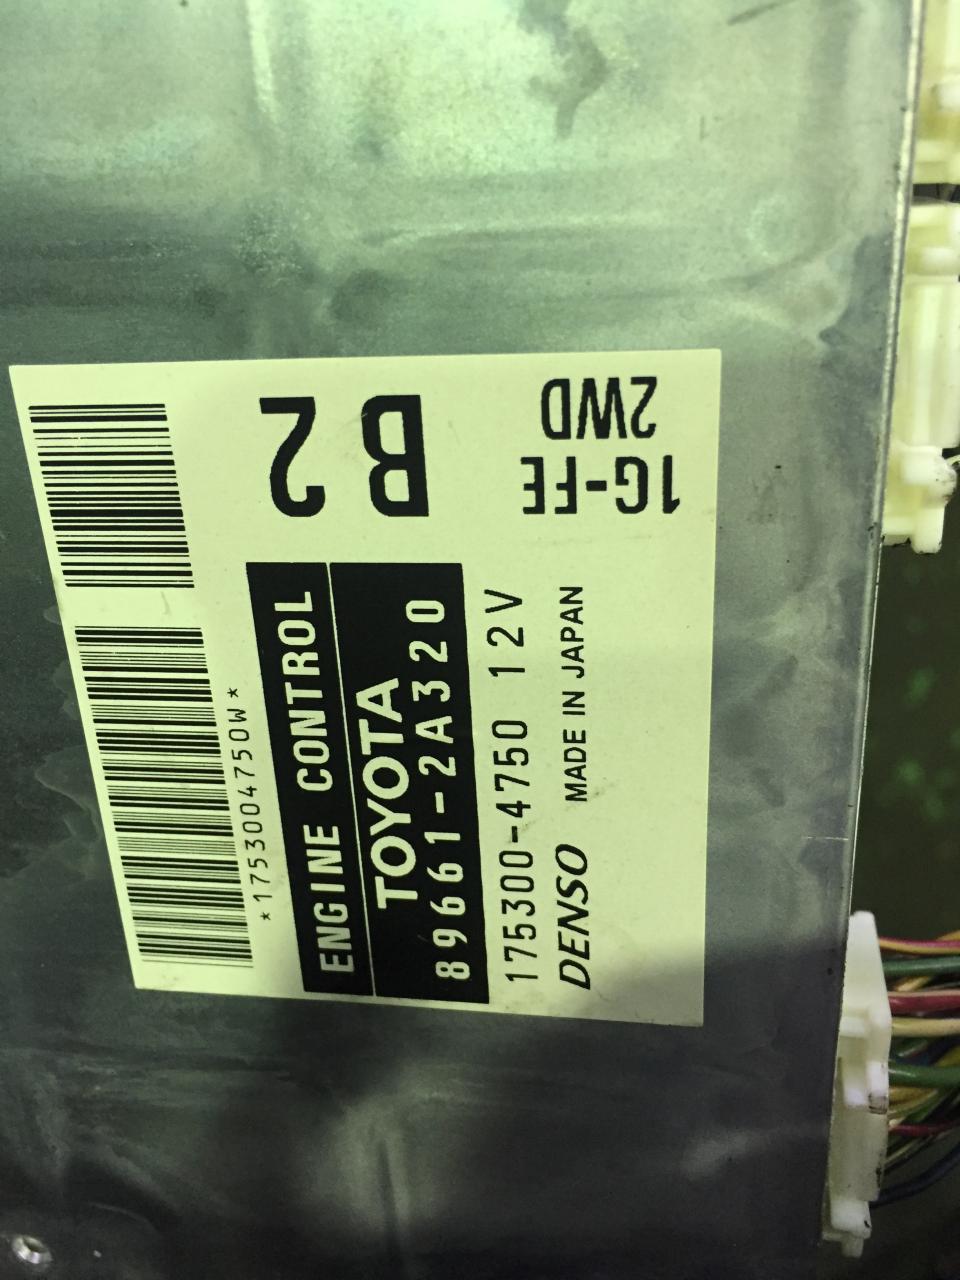 *1753004750W*
ENGINE CONTROL
TOYOTA
89661-2A320
175300-4750 12V
DENSO MADE IN JAPAN
B2
1G-FE
2WD